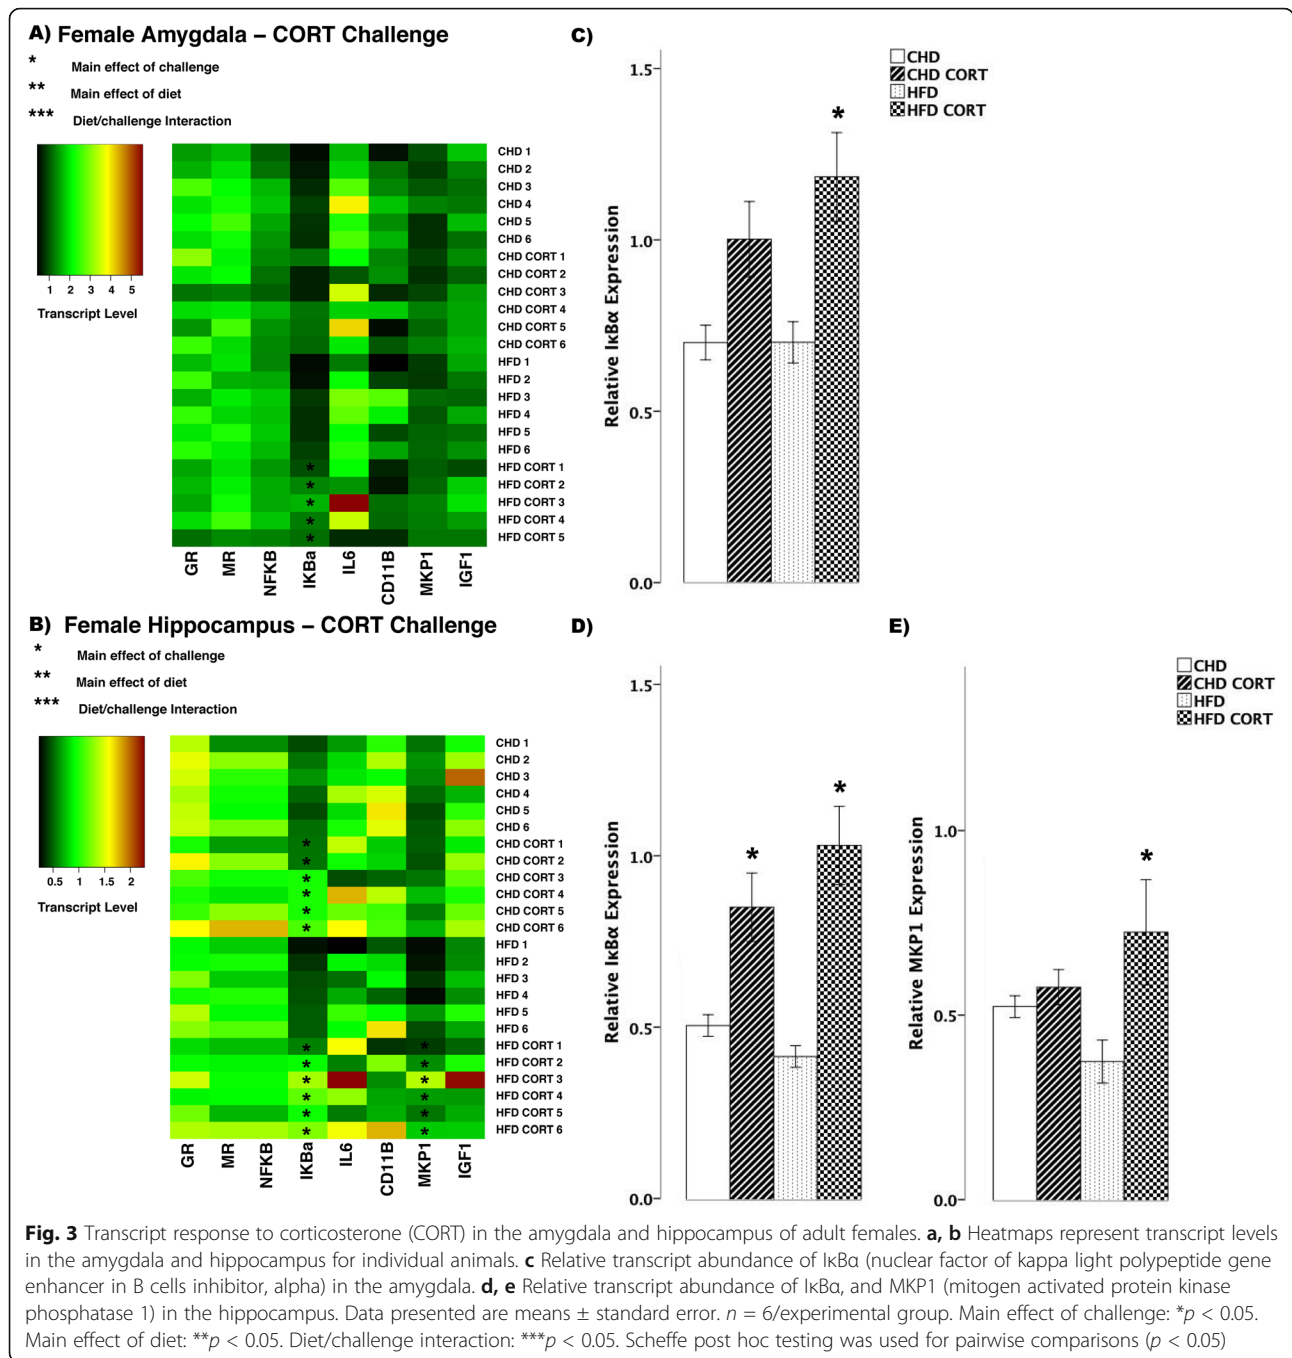 A) Female Amygdala – CORT Challenge
* Main effect of challenge
** Main effect of diet
*** Diet/challenge Interaction
1 2 3 4 5
Transcript Level
CHD 1
CHD 2
CHD 3
CHD 4
CHD 5
CHD 6
CHD CORT 1
CHD CORT 2
CHD CORT 3
CHD CORT 4
CHD CORT 5
CHD CORT 6
HFD 1
HFD 2
HFD 3
HFD 4
HFD 5
HFD 6
* HFD CORT 1
* HFD CORT 2
* HFD CORT 3
* HFD CORT 4
* HFD CORT 5
GR MR NFKB IKBa IL6 CD11B MKP1 IGF1
C)
CHD
CHD CORT
HFD
HFD CORT
Relative IκBα Expression
1.5
1.0
0.5
0.0
*
B) Female Hippocampus – CORT Challenge
* Main effect of challenge
** Main effect of diet
*** Diet/challenge Interaction
0.5 1 1.5 2
Transcript Level
CHD 1
CHD 2
CHD 3
CHD 4
CHD 5
CHD 6
* CHD CORT 1
* CHD CORT 2
* CHD CORT 3
* CHD CORT 4
* CHD CORT 5
* CHD CORT 6
HFD 1
HFD 2
HFD 3
HFD 4
HFD 5
HFD 6
* * HFD CORT 1
* * HFD CORT 2
* * HFD CORT 3
* * HFD CORT 4
* * HFD CORT 5
* * HFD CORT 6
GR MR NFKB IKBa IL6 CD11B MKP1 IGF1
D)
Relative IκBα Expression
1.5
1.0
0.5
0.0
* *
E)
CHD
CHD CORT
HFD
HFD CORT
Relative MKP1 Expression
1.0
0.5
0.0
*
Fig. 3 Transcript response to corticosterone (CORT) in the amygdala and hippocampus of adult females. a, b Heatmaps represent transcript levels
in the amygdala and hippocampus for individual animals. c Relative transcript abundance of IκBα (nuclear factor of kappa light polypeptide gene
enhancer in B cells inhibitor, alpha) in the amygdala. d, e Relative transcript abundance of IκBα, and MKP1 (mitogen activated protein kinase
phosphatase 1) in the hippocampus. Data presented are means ± standard error. n = 6/experimental group. Main effect of challenge: *p < 0.05.
Main effect of diet: **p < 0.05. Diet/challenge interaction: ***p < 0.05. Scheffe post hoc testing was used for pairwise comparisons (p < 0.05)